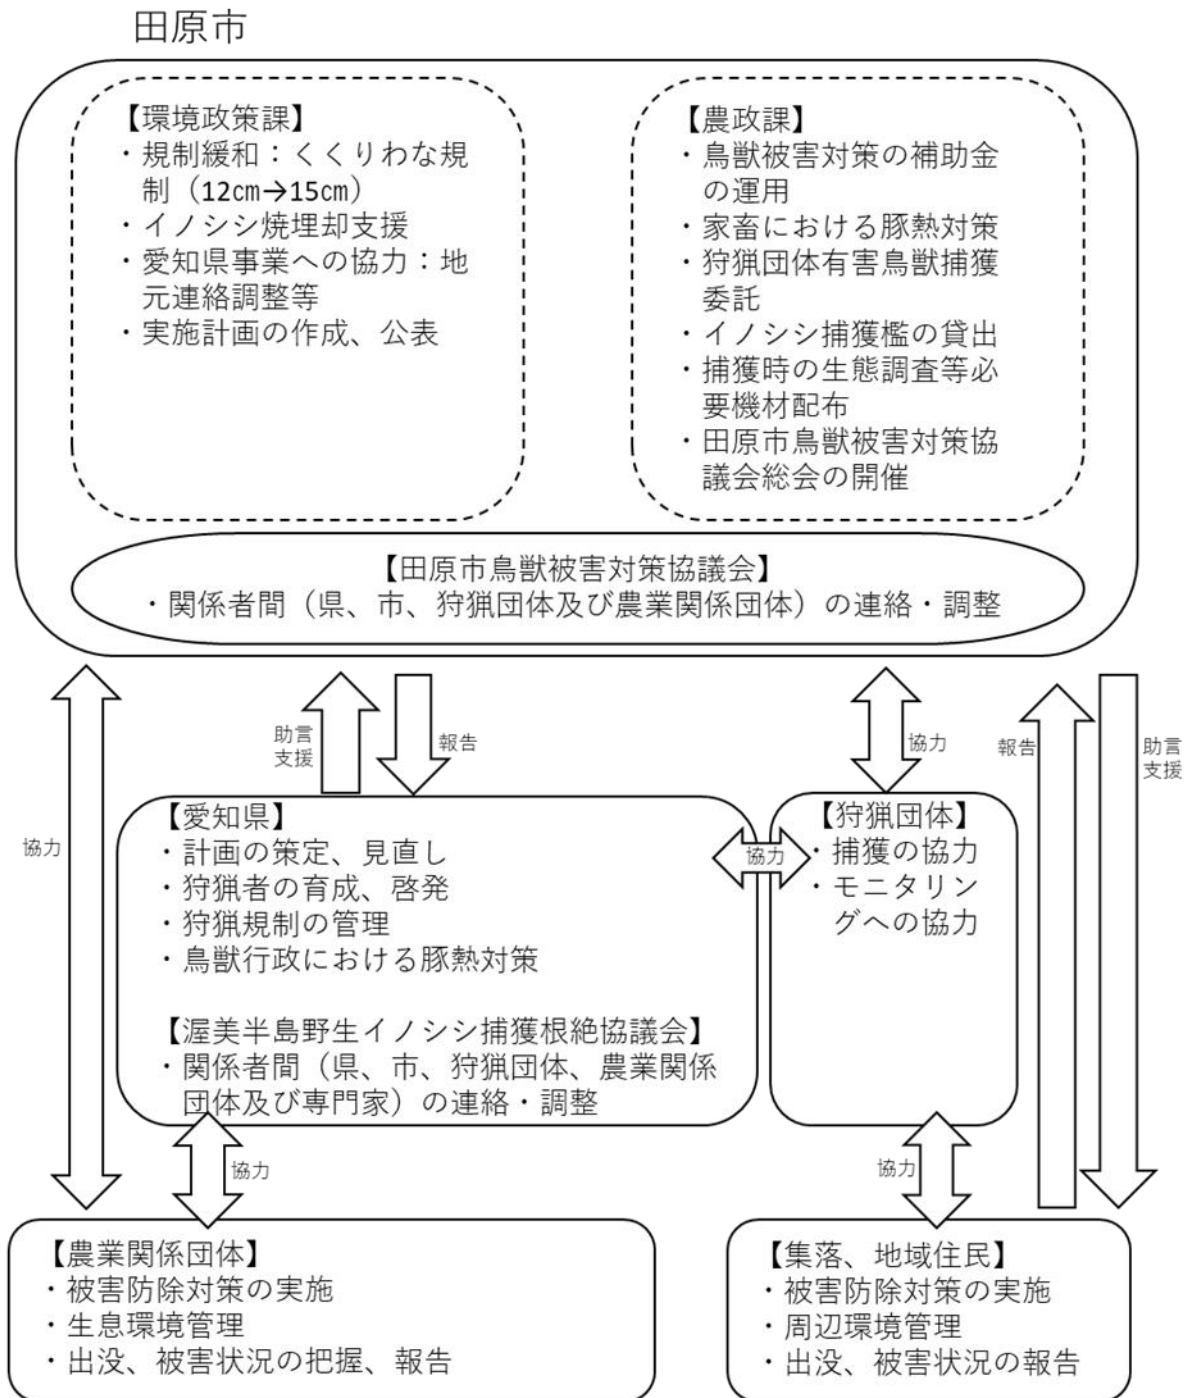 田原市
【環境政策課】
・規制緩和：くくりわな規
制（12㎝→15㎝）
・イノシシ焼埋却支援
・愛知県事業への協力：地
元連絡調整等
・実施計画の作成、公表
【農政課】
・鳥獣被害対策の補助金
の運用
・家畜における豚熱対策
・狩猟団体有害鳥獣捕獲
委託
・イノシシ捕獲檻の貸出
・捕獲時の生態調査等必
要機材配布
・田原市鳥獣被害対策協
議会総会の開催
【田原市鳥獣被害対策協議会】
・関係者間（県、市、狩猟団体及び農業関係団体）の連絡・調整
協力
助言
支援
報告
協力
報告
助言
支援
【愛知県】
・計画の策定、見直し
・狩猟者の育成、啓発
・狩猟規制の管理
・鳥獣行政における豚熱対策
【渥美半島野生イノシシ捕獲根絶協議会】
・関係者間（県、市、狩猟団体、農業関係
団体及び専門家）の連絡・調整
協力
【狩猟団体】
・捕獲の協力
・モニタリン
グへの協力
協力
協力
【農業関係団体】
・被害防除対策の実施
・生息環境管理
・出没、被害状況の把握、報告
【集落、地域住民】
・被害防除対策の実施
・周辺環境管理
・出没、被害状況の報告